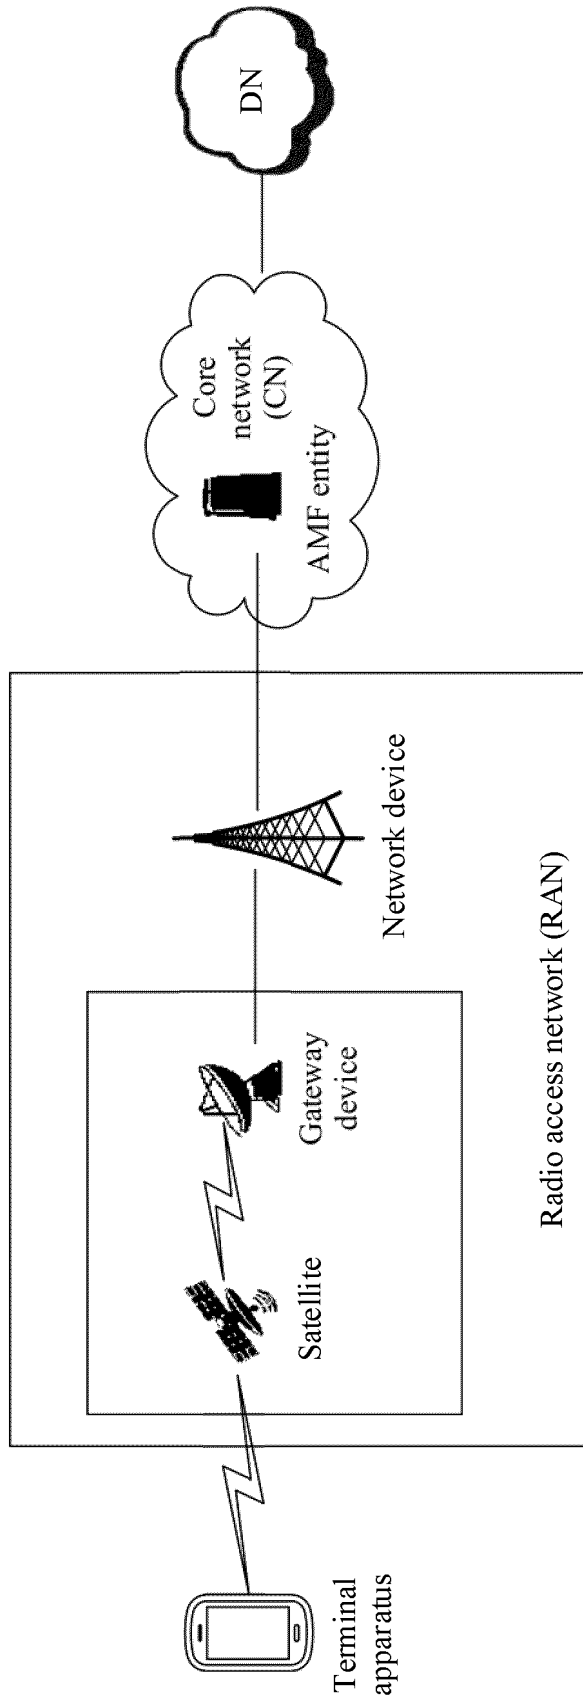 Terminal
apparatus
Satellite
Gateway
device
Network device
Radio access network (RAN)
AMF entity
Core
network
(CN)
DN